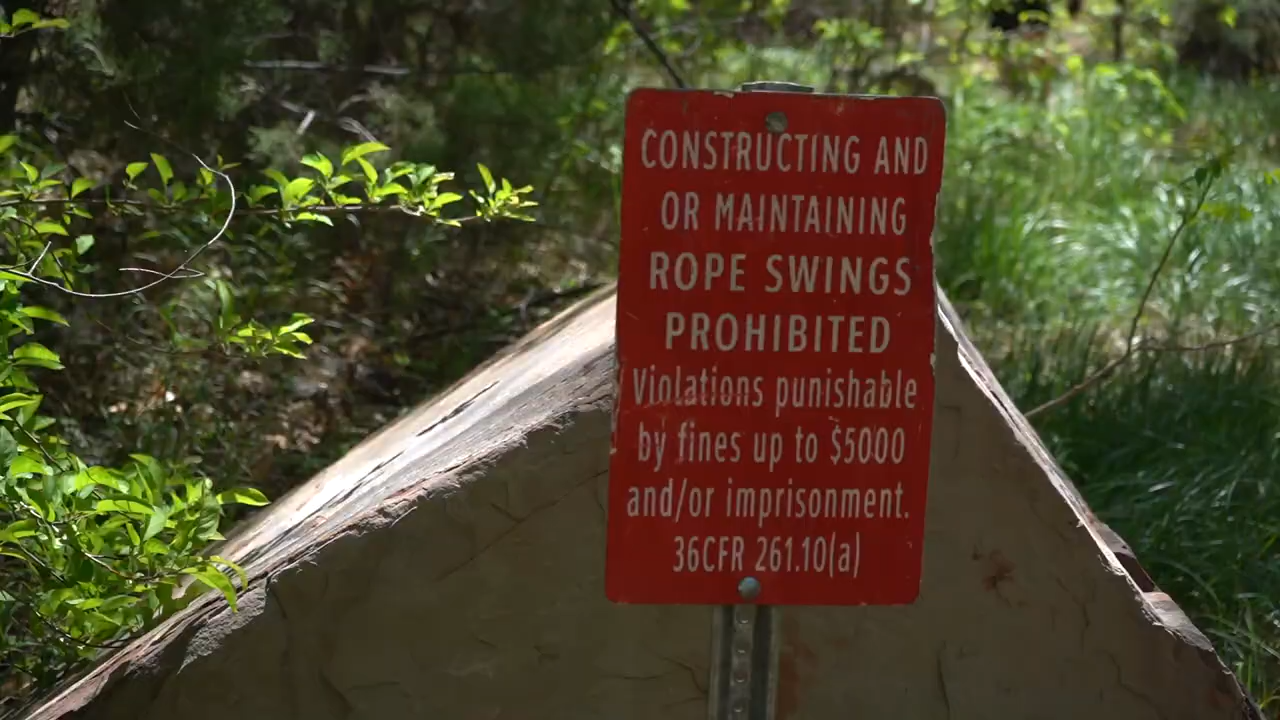 CONSTRUCTING AND
OR MAINTAINING
ROPE SWINGS
PROHIBITED
Violations punishable
by fines up to $5000
and/or imprisonment.
36CFR 261.10(a)